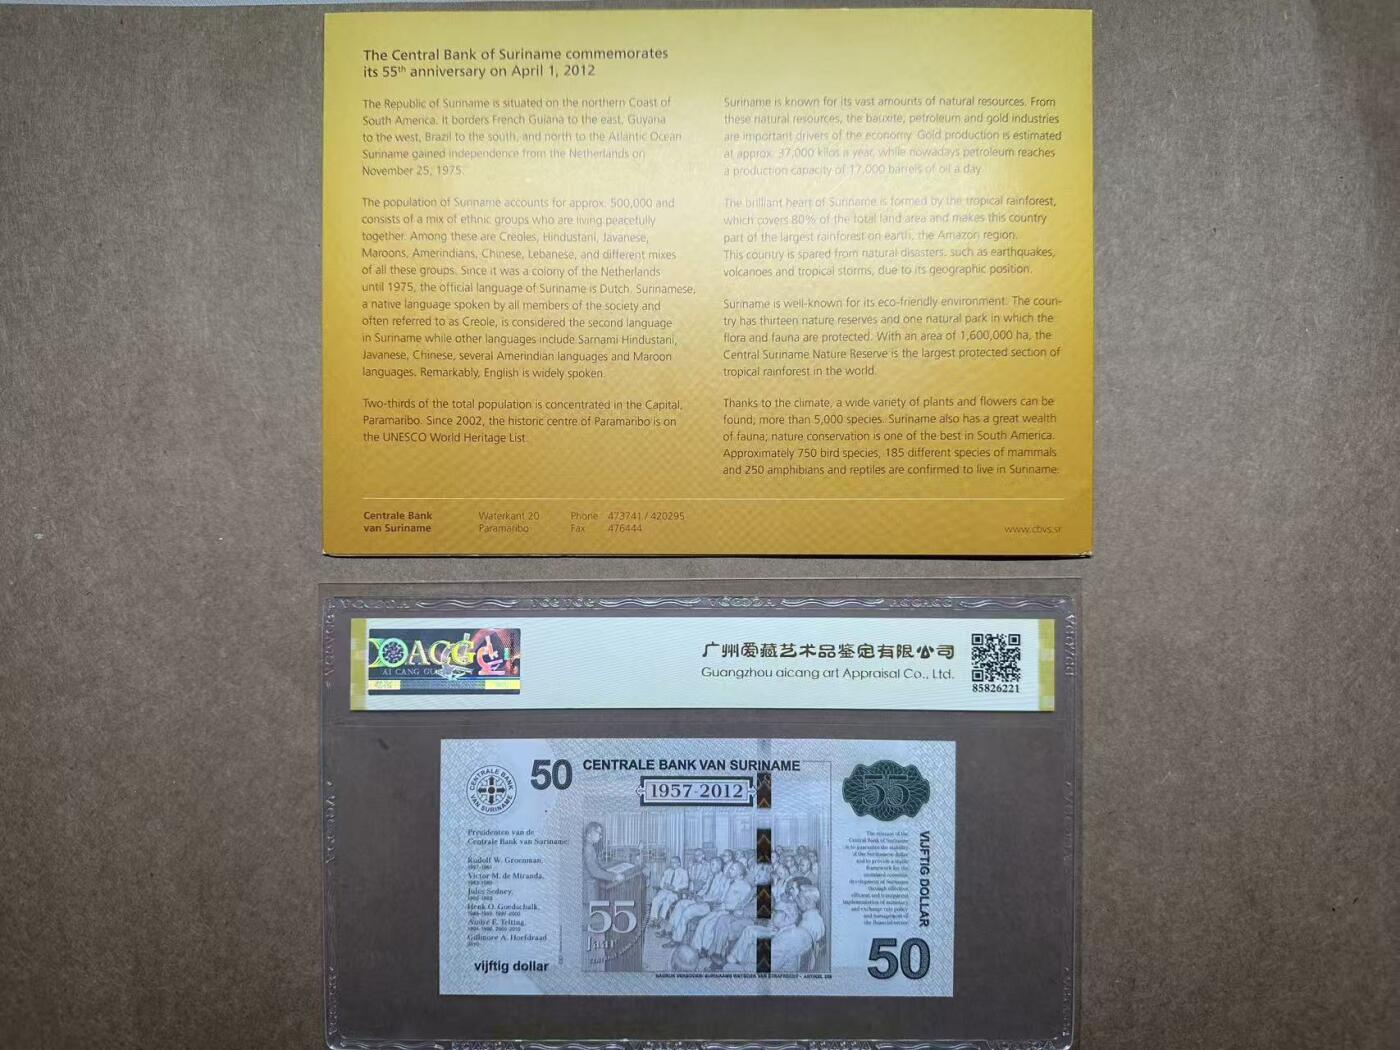 The Central Bank of Suriname commemorates
its 55th anniversary on April 1, 2012
The Republic of Suriname is situated on the northern Coast of
South America. It borders French Guiana to the east, Guyana
to the west, Brazil to the south, and north to the Atlantic Ocean
Suriname gained independence from the Netherlands on
November 25, 1975.
The population of Suriname accounts for approx. 500,000 and
consists of a mix of ethnic groups who are living peacefully
together. Among these are Creoles, Hindustani, Javanese,
Maroons, Amerindians, Chinese, Lebanese, and different mixes
of all these groups. Since it was a colony of the Netherlands
until 1975, the official language of Suriname is Dutch. Surinamese,
a native language spoken by all members of the society and
often referred to as Creole, is considered the second language
in Suriname while other languages include Sarnami Hindustani,
Javanese, Chinese, several Amerindian languages and Maroon
languages. Remarkably, English is widely spoken.
Two-thirds of the total population is concentrated in the Capital,
Paramaribo. Since 2002, the historic centre of Paramaribo is on
the UNESCO World Heritage List.
Suriname is known for its vast amounts of natural resources. From
these natural resources, the bauxite, petroleum and gold industries
are important drivers of the economy. Gold production is estimated
at approx. 37,000 kilos a year, while nowadays petroleum reaches
a production capacity of 17,000 barrels of oil a day.
The brilliant heart of Suriname is formed by the tropical rainforest,
which covers 80% of the total land area and makes this country
part of the largest rainforest on earth, the Amazon region.
This country is spared from natural disasters, such as earthquakes,
volcanoes and tropical storms, due to its geographic position.
Suriname is well-known for its eco-friendly environment. The coun-
try has thirteen nature reserves and one natural park in which the
flora and fauna are protected. With an area of 1,600,000 ha, the
Central Suriname Nature Reserve is the largest protected section of
tropical rainforest in the world.
Thanks to the climate, a wide variety of plants and flowers can be
found; more than 5,000 species. Suriname also has a great wealth
of fauna; nature conservation is one of the best in South America.
Approximately 750 bird species, 185 different species of mammals
and 250 amphibians and reptiles are confirmed to live in Suriname.
Centrale Bank
van Suriname
Waterkant 20
Paramaribo
Phone 473741 / 420295
Fax 476444
www.cbvs.sr
ACG
AI CANG
广州爱藏艺术品鉴定有限公司
Guangzhou aicang art Appraisal Co., Ltd.
85826221
CENTRALE BANK VAN SURINAME
50
CENTRALE BANK VAN SURINAME
1957-2012
55
Presidenten van de
Centrale Bank van Suriname:
Rudolf W. Groenman,
Victor M. de Miranda,
Jules Sedney,
Henk O. Goedschalk,
André E. Telting,
Gillmore A. Hoefdraad
vijftig dollar
55
Jaar
The mission of the
Central Bank of Suriname
is to guarantee the stability
of the Surinamese dollar
VIJFTIG DOLLAR
50